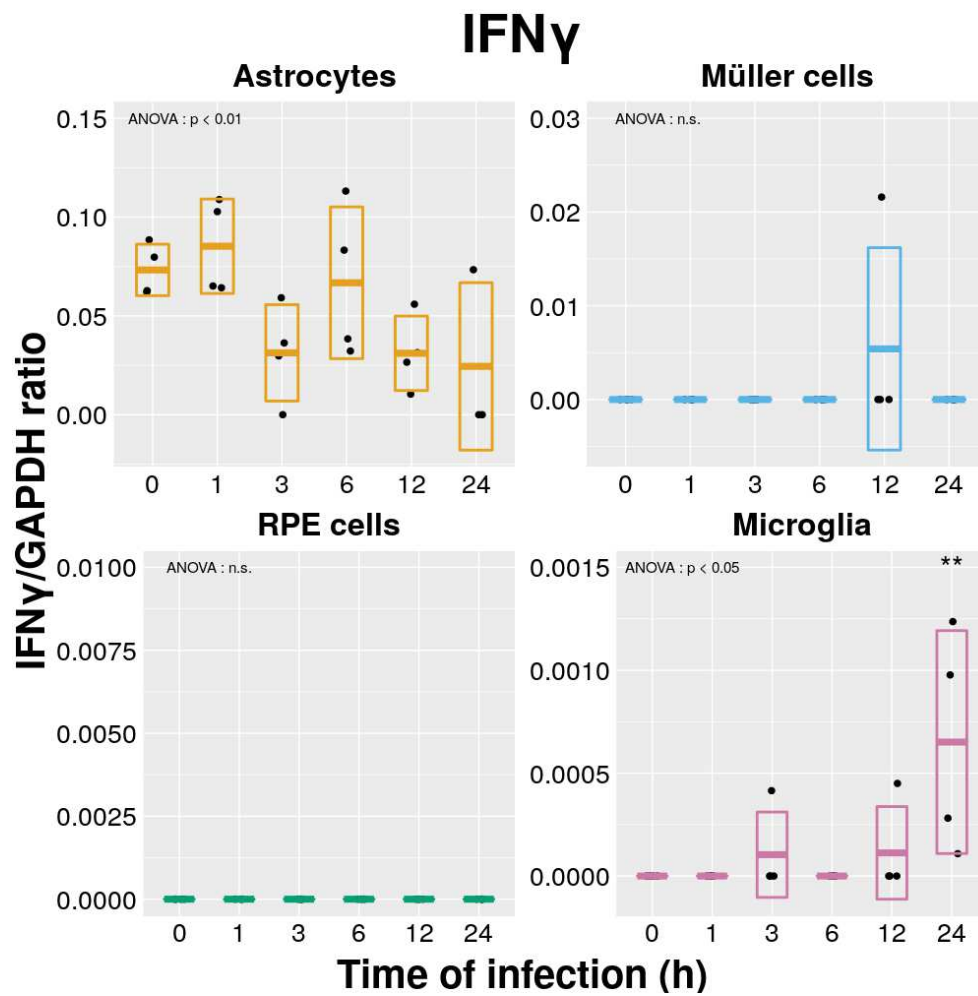 IFNγ
Astrocytes
Müller cells
IFNγ/GAPDH ratio
0.15
0.10
0.05
0.00
ANOVA : p < 0.01
0 1 3 6 12 24
0.03
0.02
0.01
0.00
ANOVA : n.s.
0 1 3 6 12 24
RPE cells
Microglia
0.0100
0.0075
0.0050
0.0025
0.0000
ANOVA : n.s.
0 1 3 6 12 24
0.0015
0.0010
0.0005
0.0000
ANOVA : p < 0.05
**
0 1 3 6 12 24
Time of infection (h)